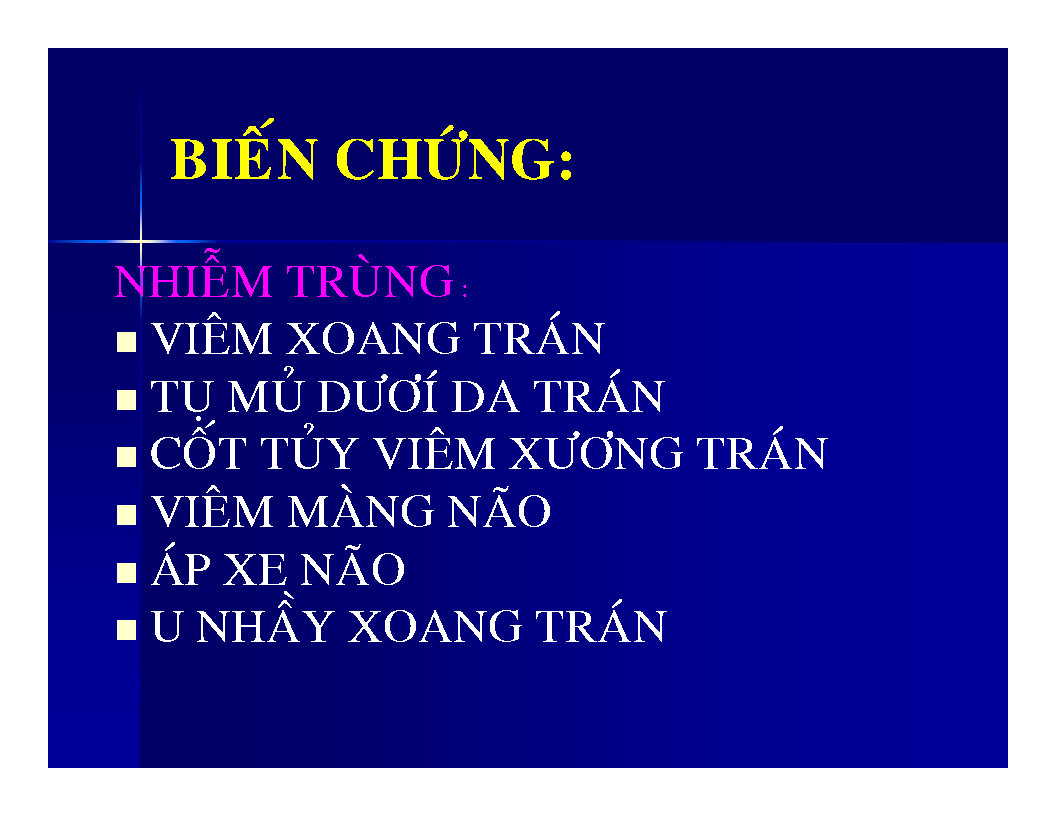 BIẾN CHỨNG:
NHIỄM TRÙNG :
VIÊM XOANG TRÁN
TỤ MỦ DƯƠÍ DA TRÁN
CỐT TỦY VIÊM XƯƠNG TRÁN
VIÊM MÀNG NÃO
ÁP XE NÃO
U NHẦY XOANG TRÁN